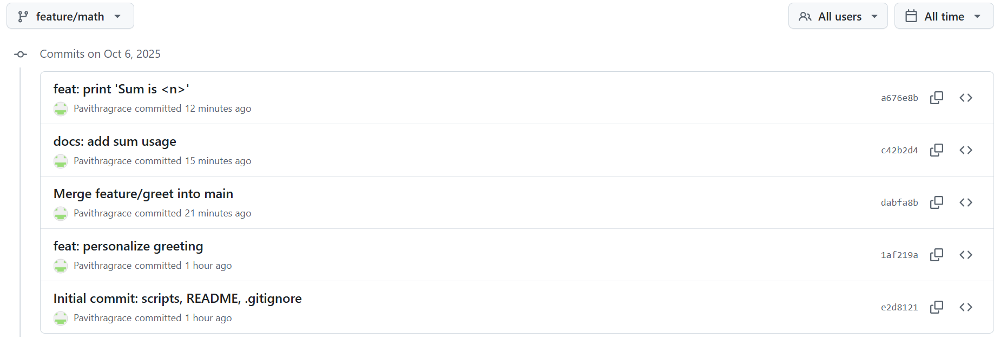 feature/math
All users
All time
Commits on Oct 6, 2025
feat: print 'Sum is <n>'
Pavithragrace committed 12 minutes ago
a676e8b
docs: add sum usage
Pavithragrace committed 15 minutes ago
c42b2d4
Merge feature/greet into main
Pavithragrace committed 21 minutes ago
dabfa8b
feat: personalize greeting
Pavithragrace committed 1 hour ago
1af219a
Initial commit: scripts, README, .gitignore
Pavithragrace committed 1 hour ago
e2d8121